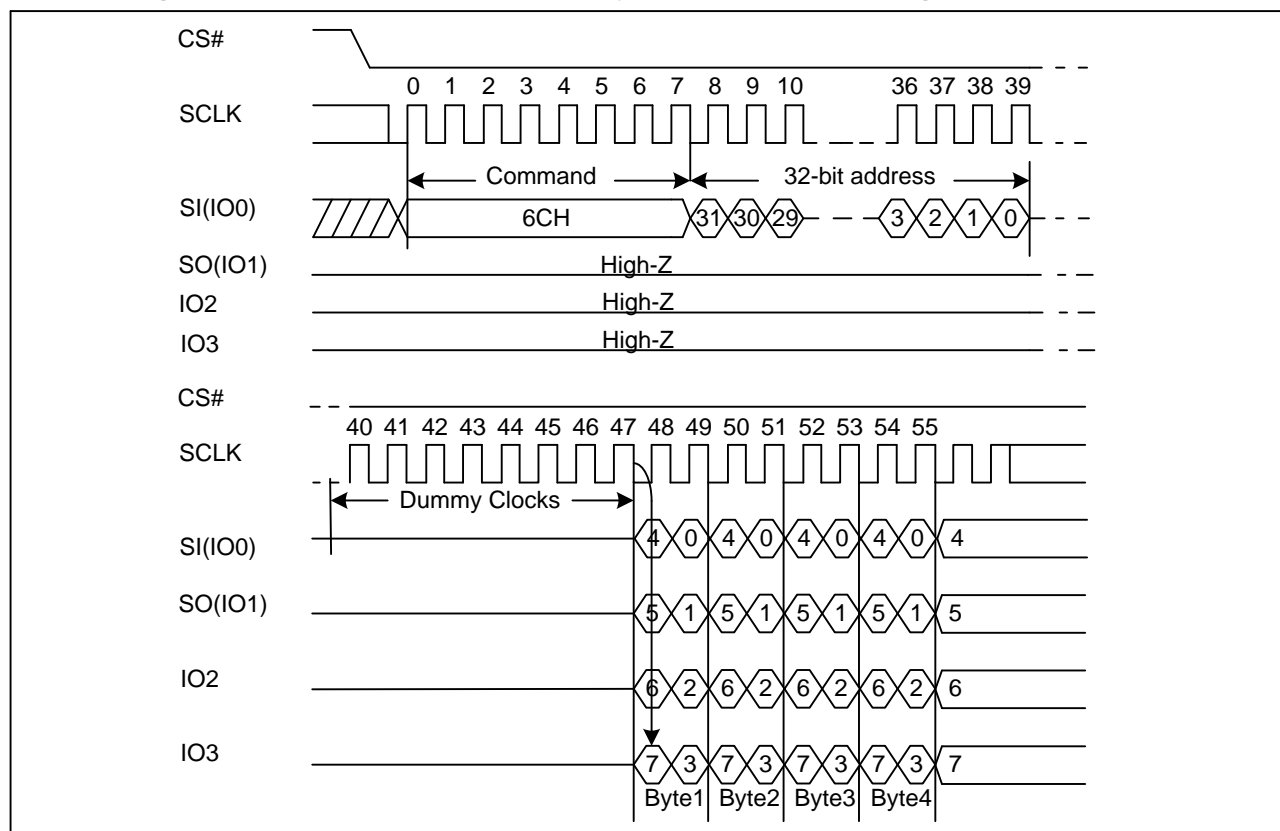 CS#
0 1 2 3 4 5 6 7 8 9 10 36 37 38 39
SCLK
Command 32-bit address
SI(IO0) 6CH 31 30 29 3 2 1 0
SO(IO1) High-Z
IO2 High-Z
IO3 High-Z
CS#
40 41 42 43 44 45 46 47 48 49 50 51 52 53 54 55
SCLK
Dummy Clocks
SI(IO0) 4 0 4 0 4 0 4 0 4
SO(IO1) 5 1 5 1 5 1 5 1 5
IO2 6 2 6 2 6 2 6 2 6
IO3 7 3 7 3 7 3 7 3 7
Byte1 Byte2 Byte3 Byte4